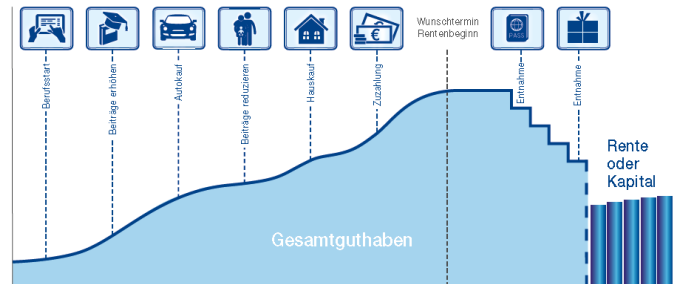 Wunschtermin
Rentenbeginn
PASS
Berufsstart
Beiträge erhöhen
Autokauf
Beiträge reduzieren
Hauskauf
Zuzahlung
Entnahme
Entnahme
Rente
oder
Kapital
Gesamtguthaben